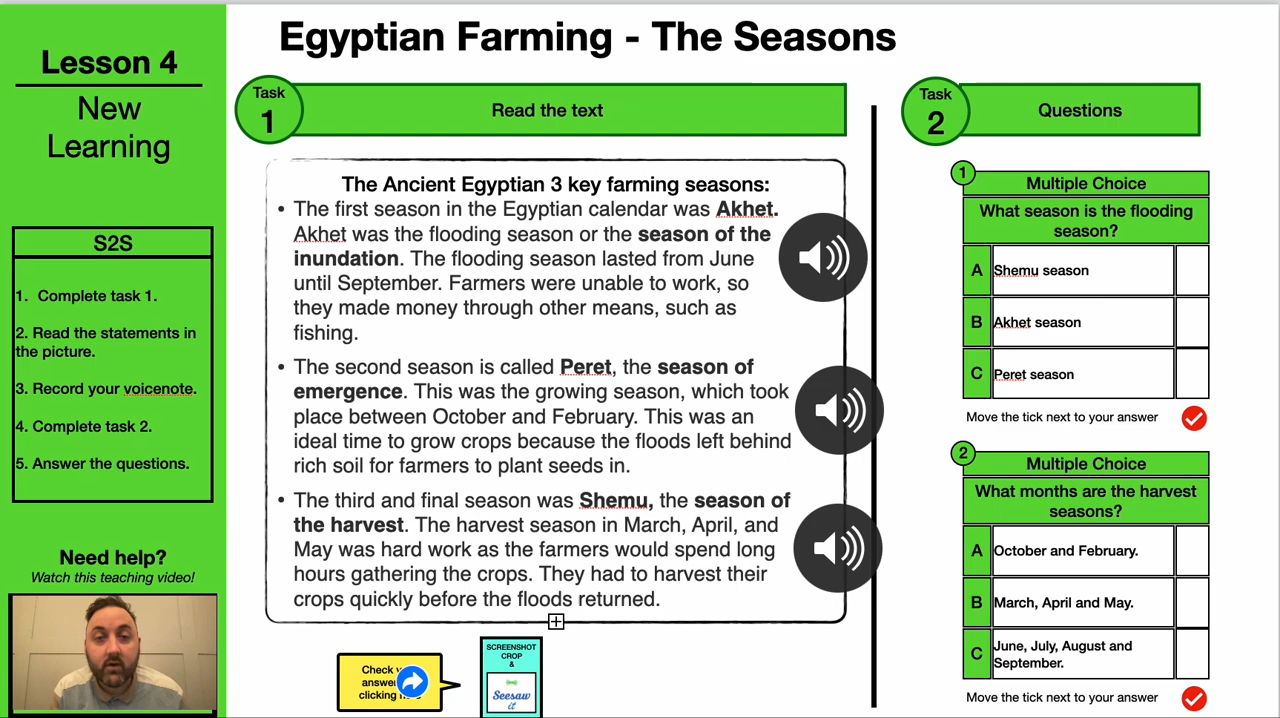 Egyptian Farming - The Seasons
Lesson 4
New
Learning
S2S
1. Complete task 1.
2. Read the statements in
the picture.
3. Record your voicenote.
4. Complete task 2.
5. Answer the questions.
Need help?
Watch this teaching video!
Task
1
Read the text
The Ancient Egyptian 3 key farming seasons:
• The first season in the Egyptian calendar was Akhet.
Akhet was the flooding season or the season of the
inundation. The flooding season lasted from June
until September. Farmers were unable to work, so
they made money through other means, such as
fishing.
• The second season is called Peret, the season of
emergence. This was the growing season, which took
place between October and February. This was an
ideal time to grow crops because the floods left behind
rich soil for farmers to plant seeds in.
• The third and final season was Shemu, the season of
the harvest. The harvest season in March, April, and
May was hard work as the farmers would spend long
hours gathering the crops. They had to harvest their
crops quickly before the floods returned.
Check
clicking
SCREENSHOT
CROP
&
Seesaw
it
Task
2
Questions
1
Multiple Choice
What season is the flooding
season?
A Shemu season
B Akhet season
C Peret season
Move the tick next to your answer
2
Multiple Choice
What months are the harvest
seasons?
A October and February.
B March, April and May.
C June, July, August and
September.
Move the tick next to your answer